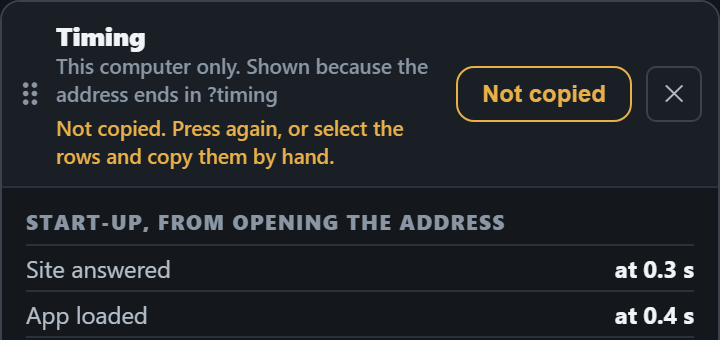 Timing
This computer only. Shown because the
address ends in ?timing
Not copied. Press again, or select the
rows and copy them by hand.
Not copied
START-UP, FROM OPENING THE ADDRESS
Site answered at 0.3 s
App loaded at 0.4 s